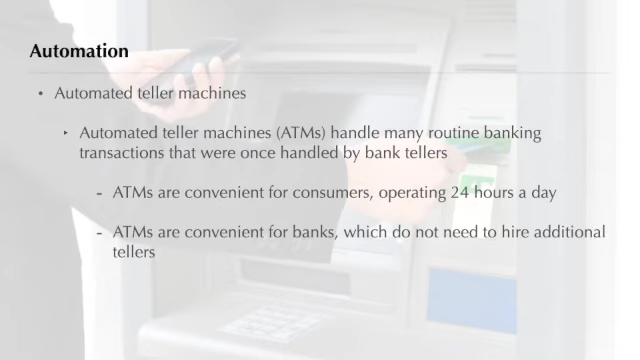 Automation
• Automated teller machines
‣ Automated teller machines (ATMs) handle many routine banking
transactions that were once handled by bank tellers
- ATMs are convenient for consumers, operating 24 hours a day
- ATMs are convenient for banks, which do not need to hire additional
tellers